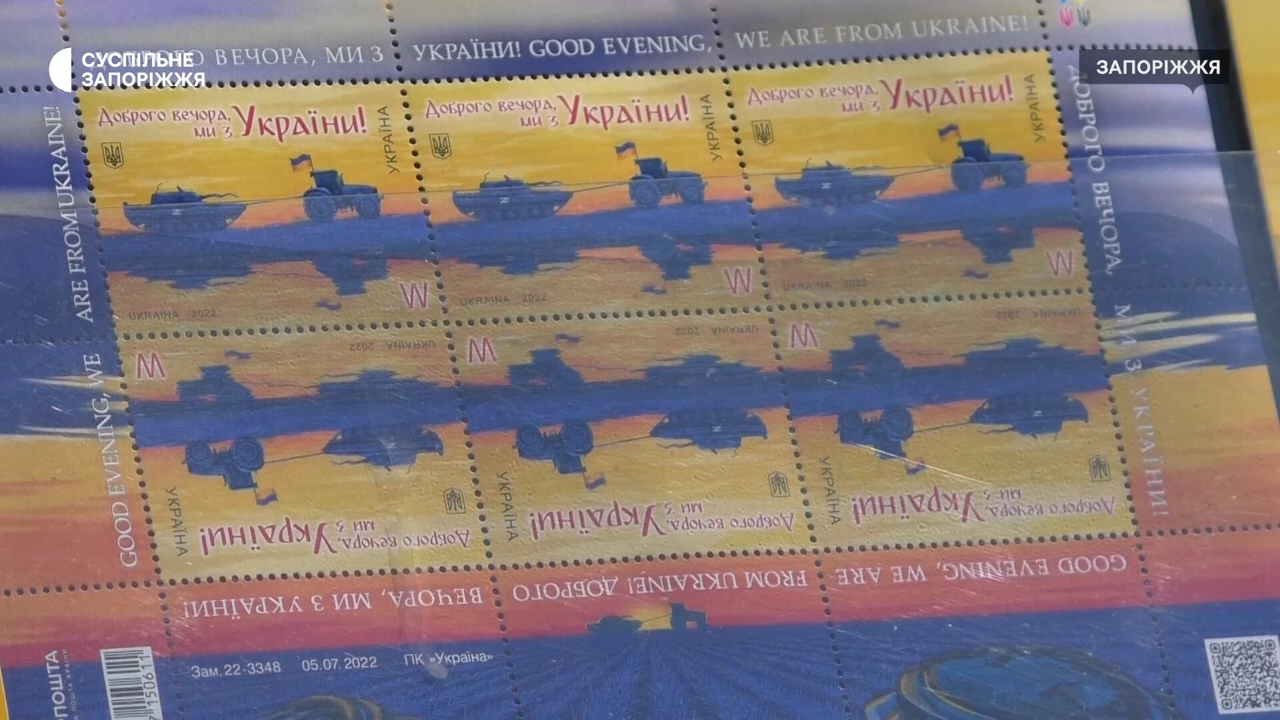 СУСПІЛЬНЕ
ЗАПОРІЖЖЯ
ЗАПОРІЖЖЯ
ВЕЧОРА, МИ З УКРАЇНИ! GOOD EVENING, WE ARE FROM UKRAINE!
ДОБРОГО ВЕЧОРА,
МИ З УКРАЇНИ!
GOOD EVENING, WE ARE FROM UKRAINE!
Доброго вечора,
ми з України!
УКРАЇНА
W
UKRAINA 2022
Доброго вечора,
ми з України!
УКРАЇНА
W
UKRAINA 2022
Доброго вечора,
ми з України!
УКРАЇНА
W
UKRAINA 2022
W
UKRAINA 2022
УКРАЇНА
Доброго вечора,
ми з України!
W
UKRAINA 2022
УКРАЇНА
Доброго вечора,
ми з України!
W
UKRAINA 2022
УКРАЇНА
Доброго вечора,
ми з України!
GOOD EVENING, WE ARE FROM UKRAINE! ДОБРОГО ВЕЧОРА, МИ З УКРАЇНИ!
Зам. 22-3348 05.07.2022 ПК «Україна»
ПОШТА
150611